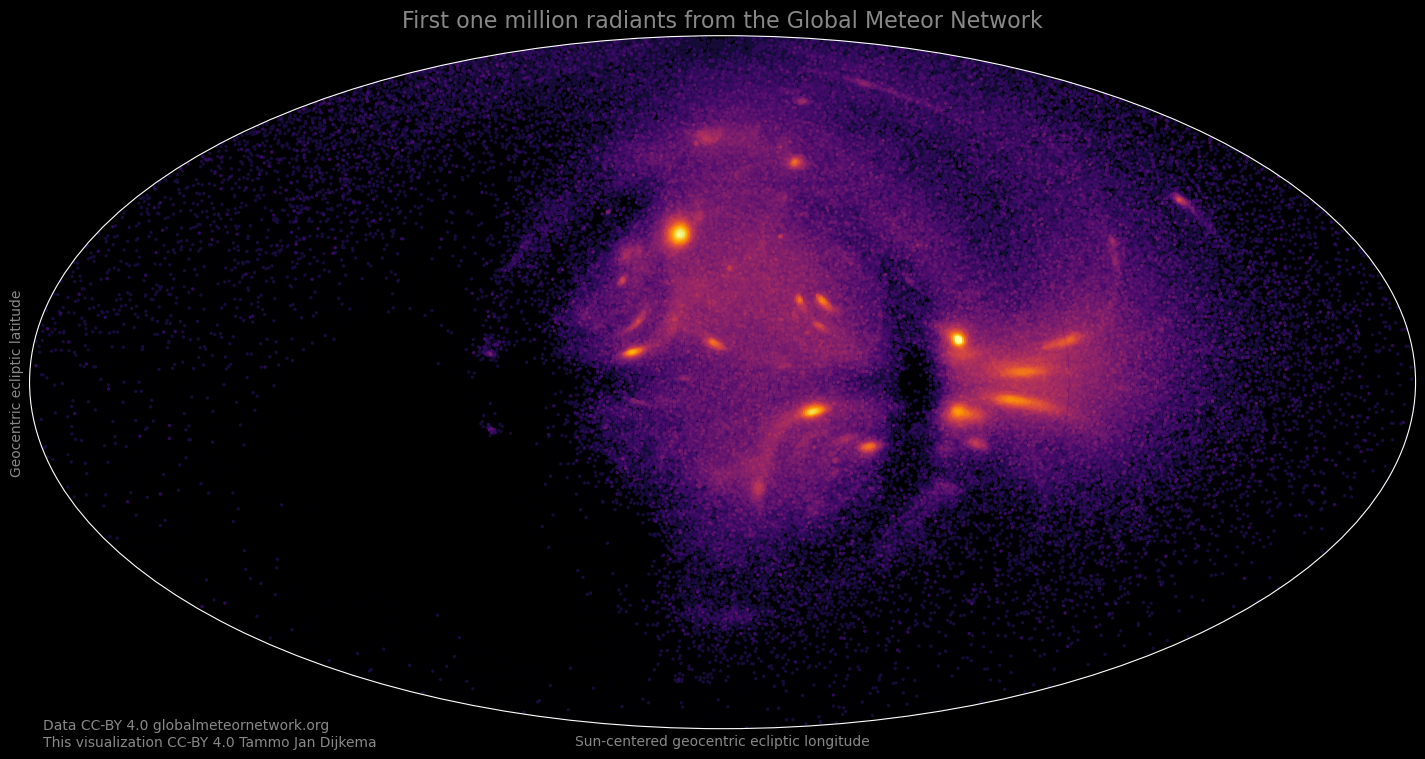 First one million radiants from the Global Meteor Network
Geocentric ecliptic latitude
Data CC-BY 4.0 globalmeteornetwork.org
This visualization CC-BY 4.0 Tammo Jan Dijkema
Sun-centered geocentric ecliptic longitude